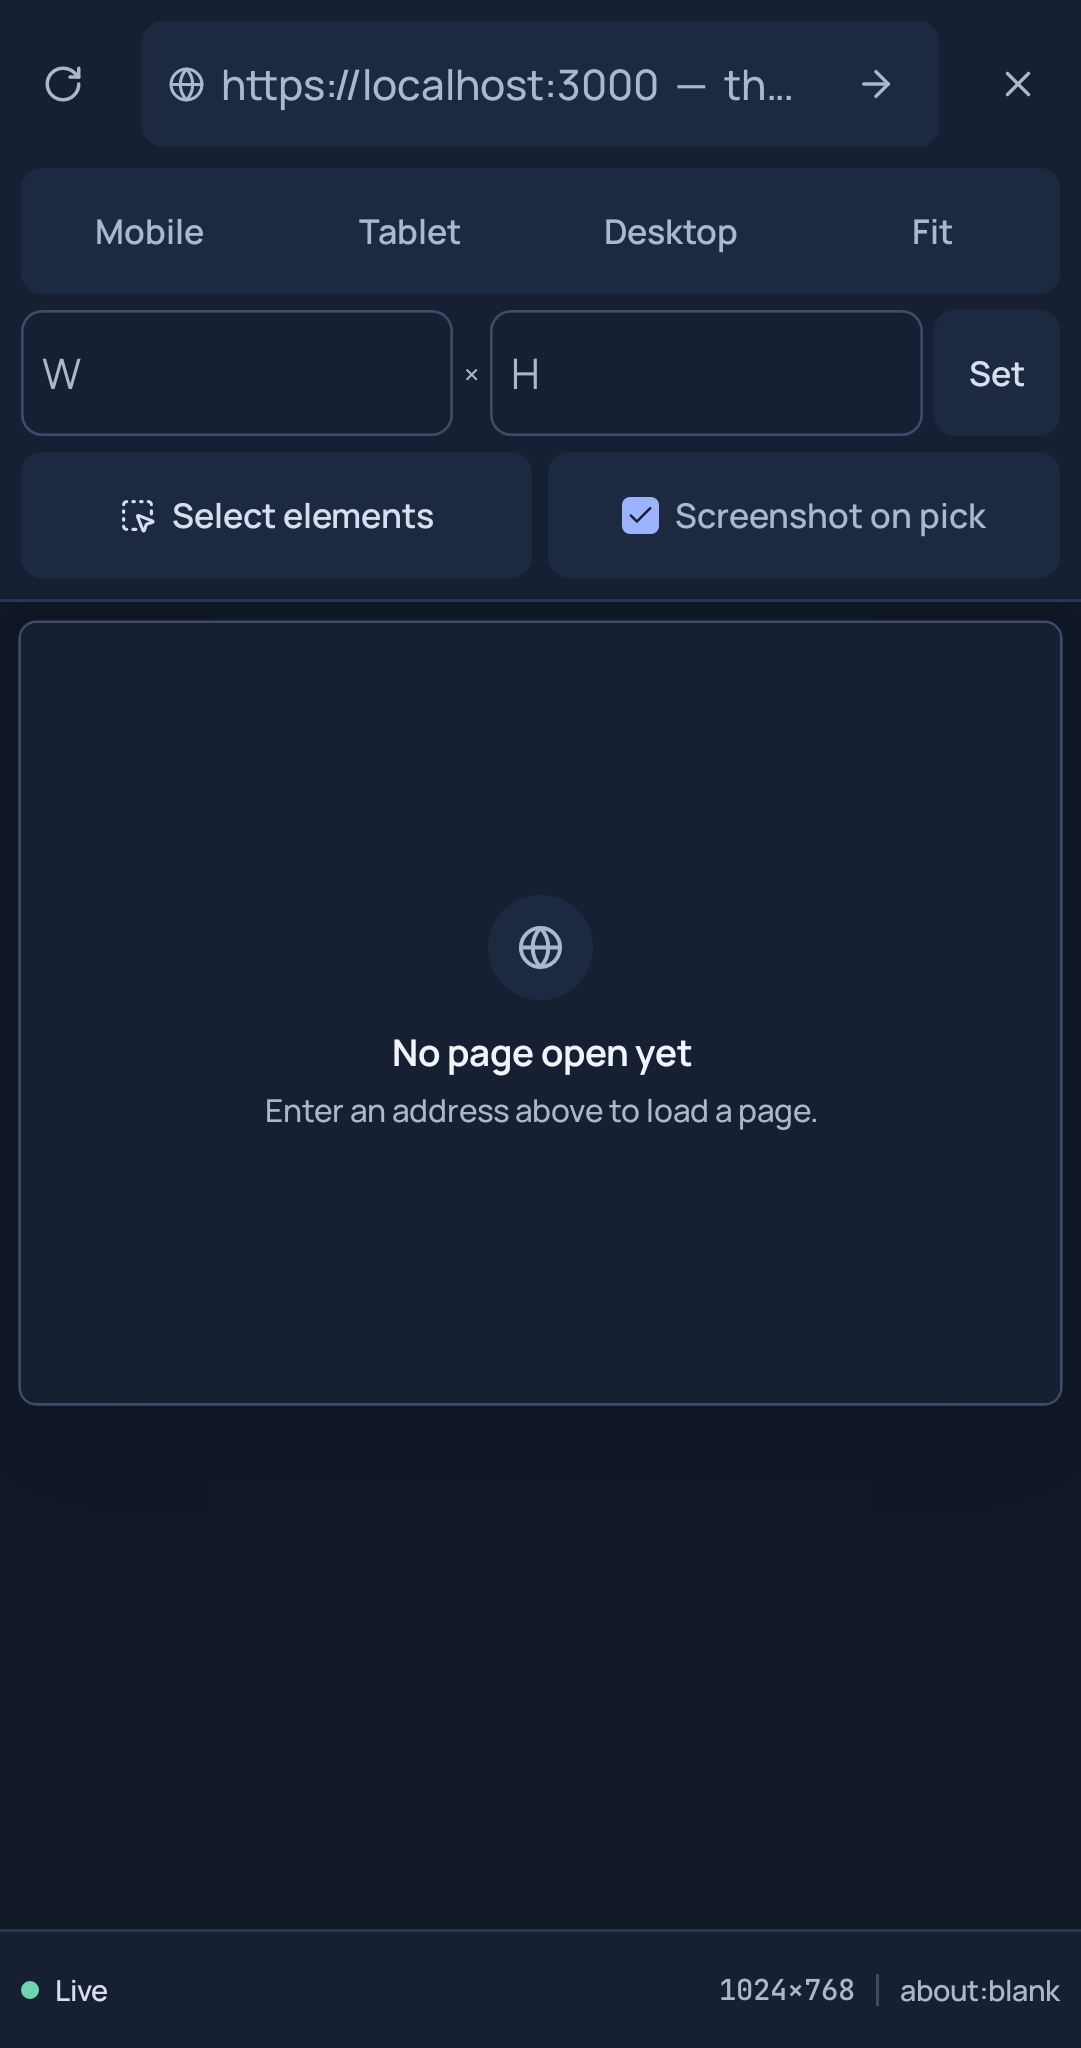 https://localhost:3000 — th...
Mobile Tablet Desktop Fit
W × H Set
Select elements Screenshot on pick
No page open yet
Enter an address above to load a page.
Live 1024×768 about:blank